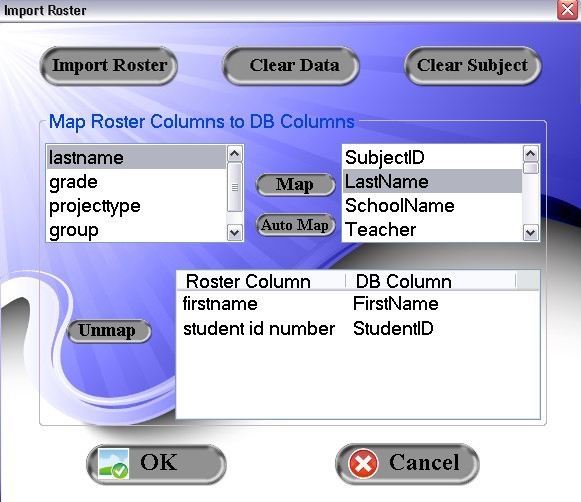 Import Roster
Import Roster Clear Data Clear Subject
Map Roster Columns to DB Columns
lastname
grade
projecttype
group
Map
Auto Map
SubjectID
LastName
SchoolName
Teacher
Unmap
Roster Column DB Column
firstname FirstName
student id number StudentID
OK Cancel